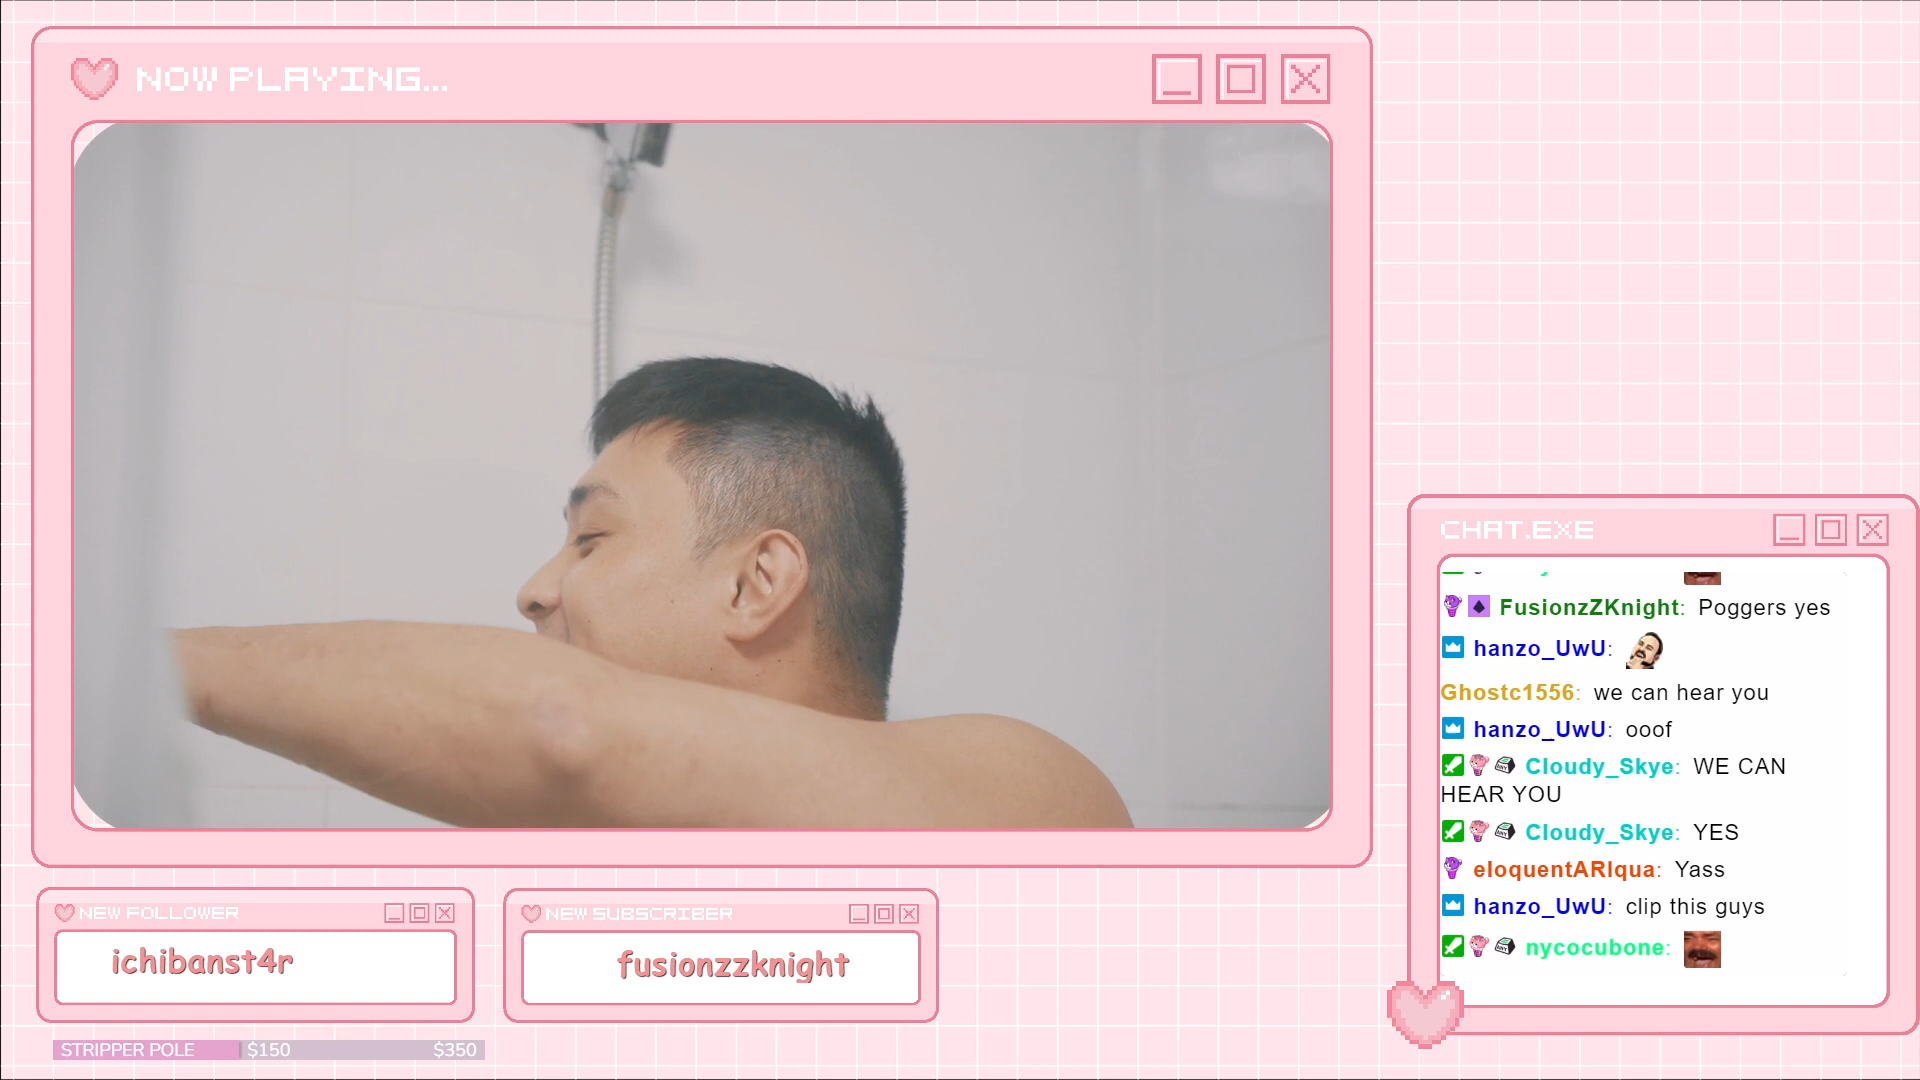 NOW PLAYING...
CHAT.EXE
FusionzZKnight: Poggers yes
hanzo_UwU:
Ghostc1556: we can hear you
hanzo_UwU: ooof
Cloudy_Skye: WE CAN
HEAR YOU
Cloudy_Skye: YES
eloquentARIqua: Yass
hanzo_UwU: clip this guys
nycocubone:
NEW FOLLOWER
ichibanst4r
NEW SUBSCRIBER
fusionzzknight
STRIPPER POLE $150 $350